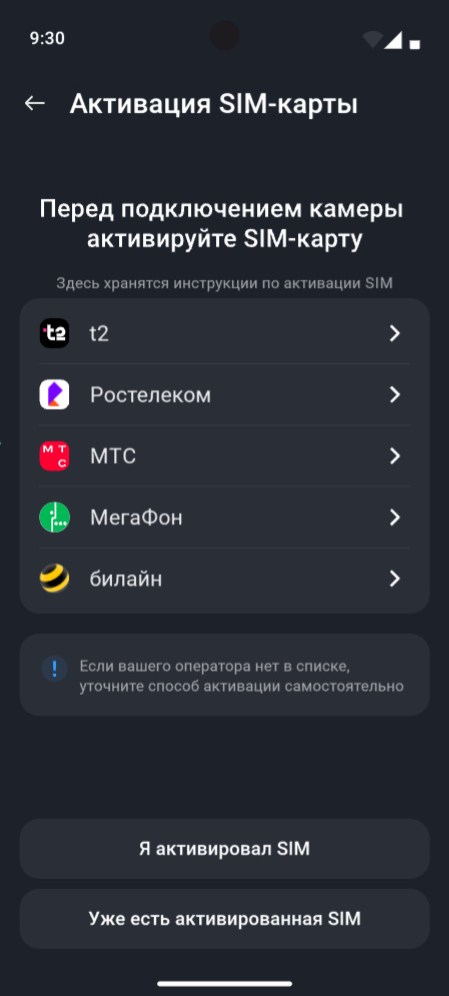 9:30
Активация SIM-карты
Перед подключением камеры
активируйте SIM-карту
Здесь хранятся инструкции по активации SIM
t2
t2
Ростелеком
М Т
С
МТС
МегаФон
билайн
Если вашего оператора нет в списке,
уточните способ активации самостоятельно
Я активировал SIM
Уже есть активированная SIM